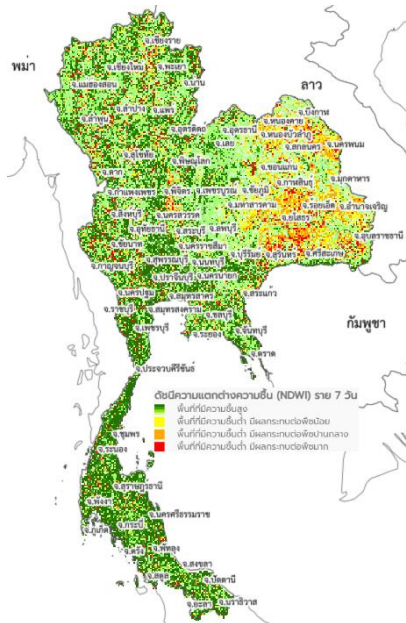 จ.เชียงราย
พม่า
จ.เชียงใหม่
จ.พะเยา
ลาว
จ.แม่ฮ่องสอน
จ.น่าน
จ.ลำปาง
จ.แพร่
จ.บึงกาฬ
จ.ลำพูน
จ.อุตรดิตถ์
จ.อุดรธานี
จ.หนองคาย
จ.หนองบัวลำภู
จ.นครพนม
จ.เลย
จ.สกลนคร
จ.สุโขทัย
จ.พิษณุโลก
จ.ขอนแก่น
จ.ตาก
จ.มุกดาหาร
จ.กำแพงเพชร
จ.พิจิตร
จ.เพชรบูรณ์
จ.ชัยภูมิ
จ.กาฬสินธุ์
จ.มหาสารคาม
จ.ร้อยเอ็ด
จ.อำนาจเจริญ
จ.สิงห์บุรี
จ.นครสวรรค์
จ.ยโสธร
จ.อุทัยธานี
จ.สระบุรี
จ.ลพบุรี
จ.อุบลราชธานี
จ.ชัยนาท
จ.นครราชสีมา
จ.บุรีรัมย์
จ.สุรินทร์
จ.ศรีสะเกษ
จ.กาญจนบุรี
จ.สุพรรณบุรี
จ.นนทบุรี
จ.ปราจีนบุรี
จ.นครนายก
จ.นครปฐม
จ.สมุทรสาคร
จ.สระแก้ว
จ.ราชบุรี
จ.สมุทรสงคราม
จ.ชลบุรี
กัมพูชา
จ.เพชรบุรี
จ.ระยอง
จ.จันทบุรี
จ.ตราด
จ.ประจวบคีรีขันธ์
ดัชนีความแตกต่างความชื้น (NDWI) ราย 7 วัน
พื้นที่ที่มีความชื้นสูง
พื้นที่ที่มีความชื้นต่ำ มีผลกระทบต่อพืชน้อย
พื้นที่ที่มีความชื้นต่ำ มีผลกระทบต่อพืชปานกลาง
พื้นที่ที่มีความชื้นต่ำ มีผลกระทบต่อพืชมาก
จ.ชุมพร
จ.ระนอง
จ.สุราษฎร์ธานี
จ.พังงา
จ.นครศรีธรรมราช
จ.ภูเก็ต
จ.กระบี่
จ.ตรัง
จ.พัทลุง
จ.สงขลา
จ.สตูล
จ.ปัตตานี
จ.ยะลา
จ.นราธิวาส